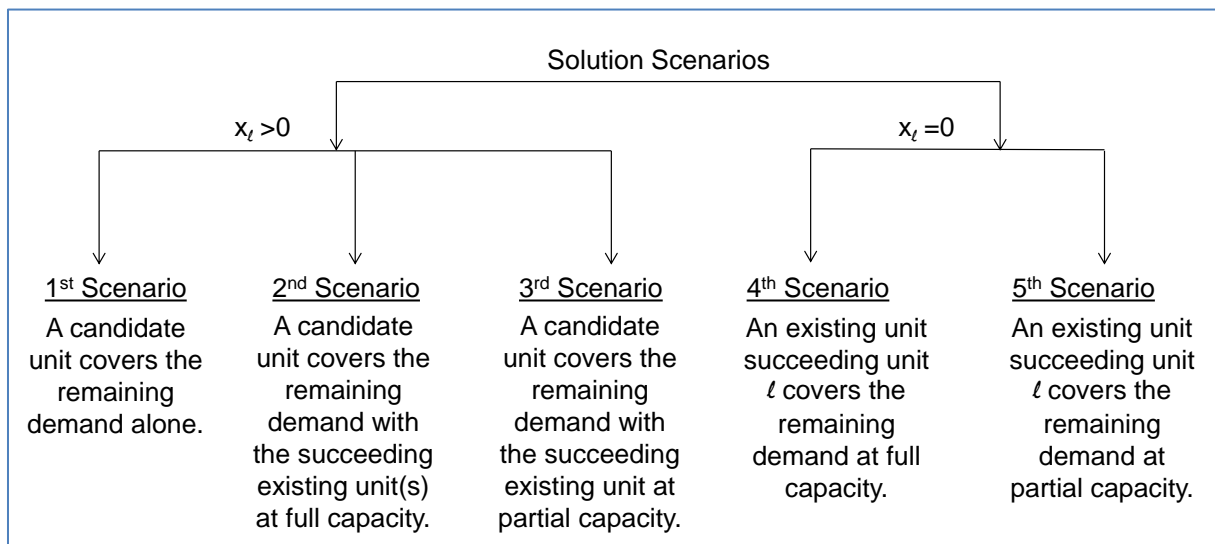 Solution Scenarios
xℓ >0
xℓ =0
1st Scenario
A candidate
unit covers the
remaining
demand alone.
2nd Scenario
A candidate
unit covers the
remaining
demand with
the succeeding
existing unit(s)
at full capacity.
3rd Scenario
A candidate
unit covers the
remaining
demand with
the succeeding
existing unit at
partial capacity.
4th Scenario
An existing unit
succeeding unit
ℓ covers the
remaining
demand at full
capacity.
5th Scenario
An existing unit
succeeding unit
ℓ covers the
remaining
demand at
partial capacity.